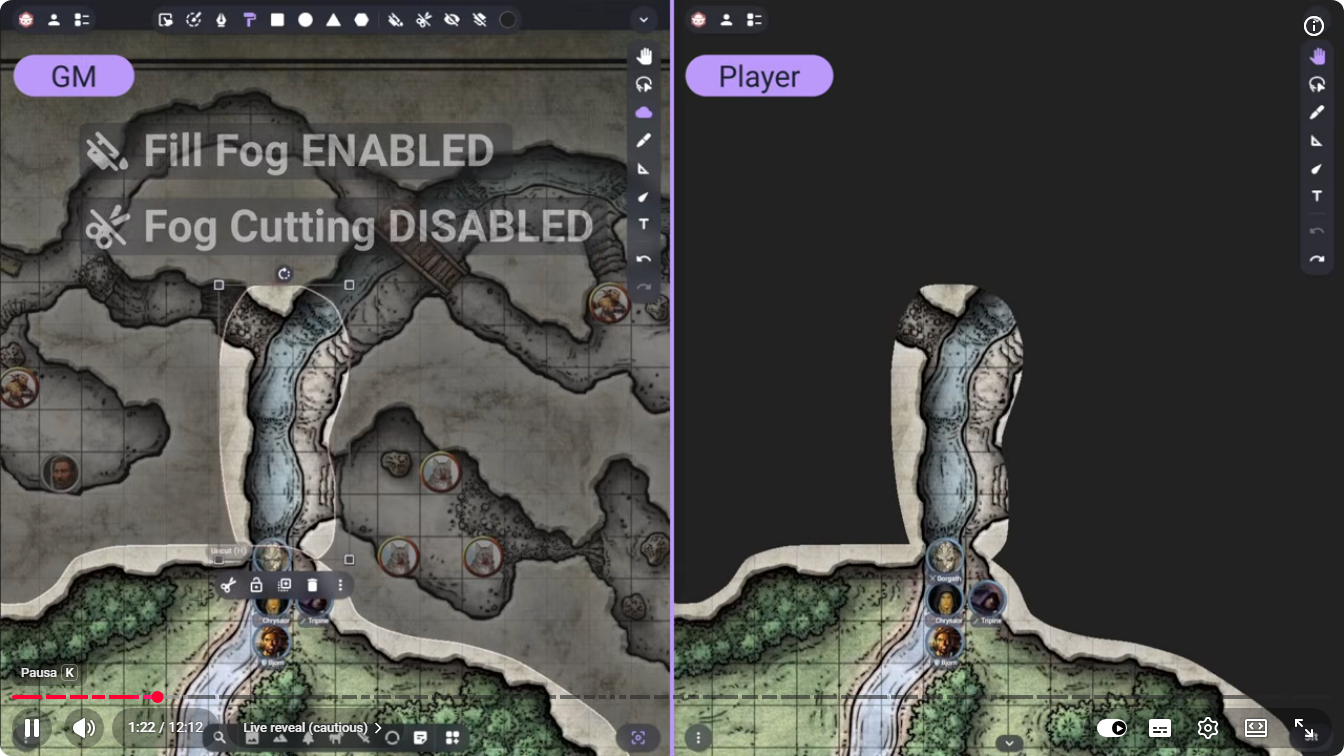 GM
Player
Fill Fog ENABLED
Fog Cutting DISABLED
Uncut (H)
Gorgath
Chrysalor
Tripine
Chrysalor
Tripine
Bjorn
Bjorn
Pausa K
1:22 / 12:12
Live reveal (cautious)